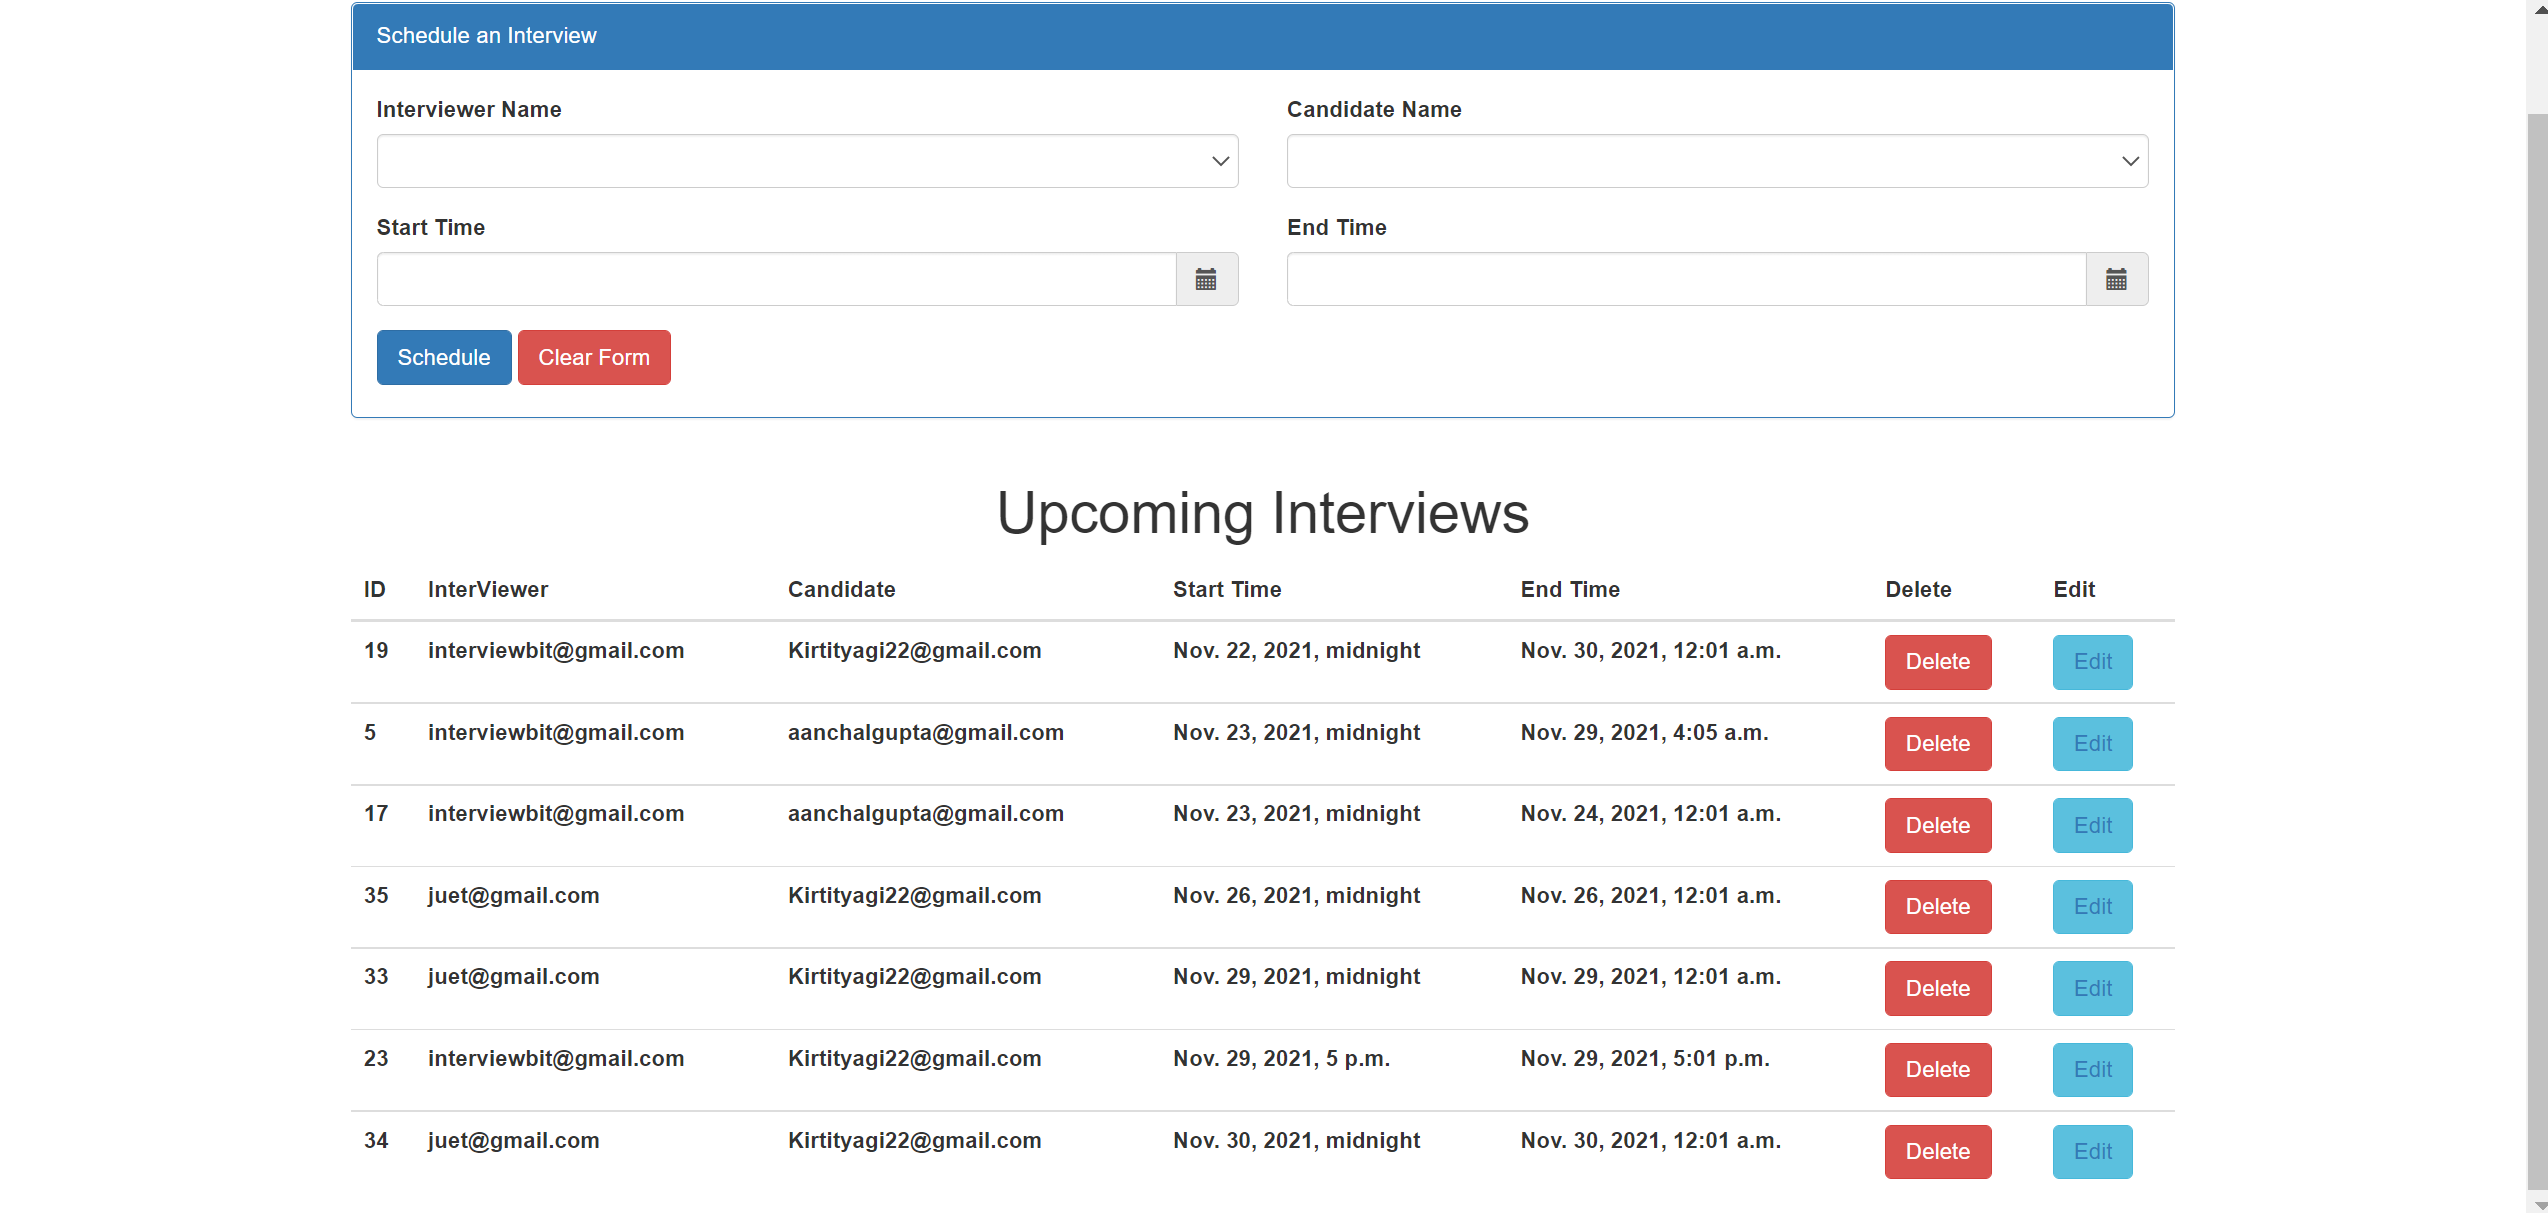 Schedule an Interview
Interviewer Name Candidate Name
Start Time End Time
Schedule Clear Form
Upcoming Interviews
ID InterViewer Candidate Start Time End Time Delete Edit
19 interviewbit@gmail.com Kirtityagi22@gmail.com Nov. 22, 2021, midnight Nov. 30, 2021, 12:01 a.m. Delete Edit
5 interviewbit@gmail.com aanchalgupta@gmail.com Nov. 23, 2021, midnight Nov. 29, 2021, 4:05 a.m. Delete Edit
17 interviewbit@gmail.com aanchalgupta@gmail.com Nov. 23, 2021, midnight Nov. 24, 2021, 12:01 a.m. Delete Edit
35 juet@gmail.com Kirtityagi22@gmail.com Nov. 26, 2021, midnight Nov. 26, 2021, 12:01 a.m. Delete Edit
33 juet@gmail.com Kirtityagi22@gmail.com Nov. 29, 2021, midnight Nov. 29, 2021, 12:01 a.m. Delete Edit
23 interviewbit@gmail.com Kirtityagi22@gmail.com Nov. 29, 2021, 5 p.m. Nov. 29, 2021, 5:01 p.m. Delete Edit
34 juet@gmail.com Kirtityagi22@gmail.com Nov. 30, 2021, midnight Nov. 30, 2021, 12:01 a.m. Delete Edit